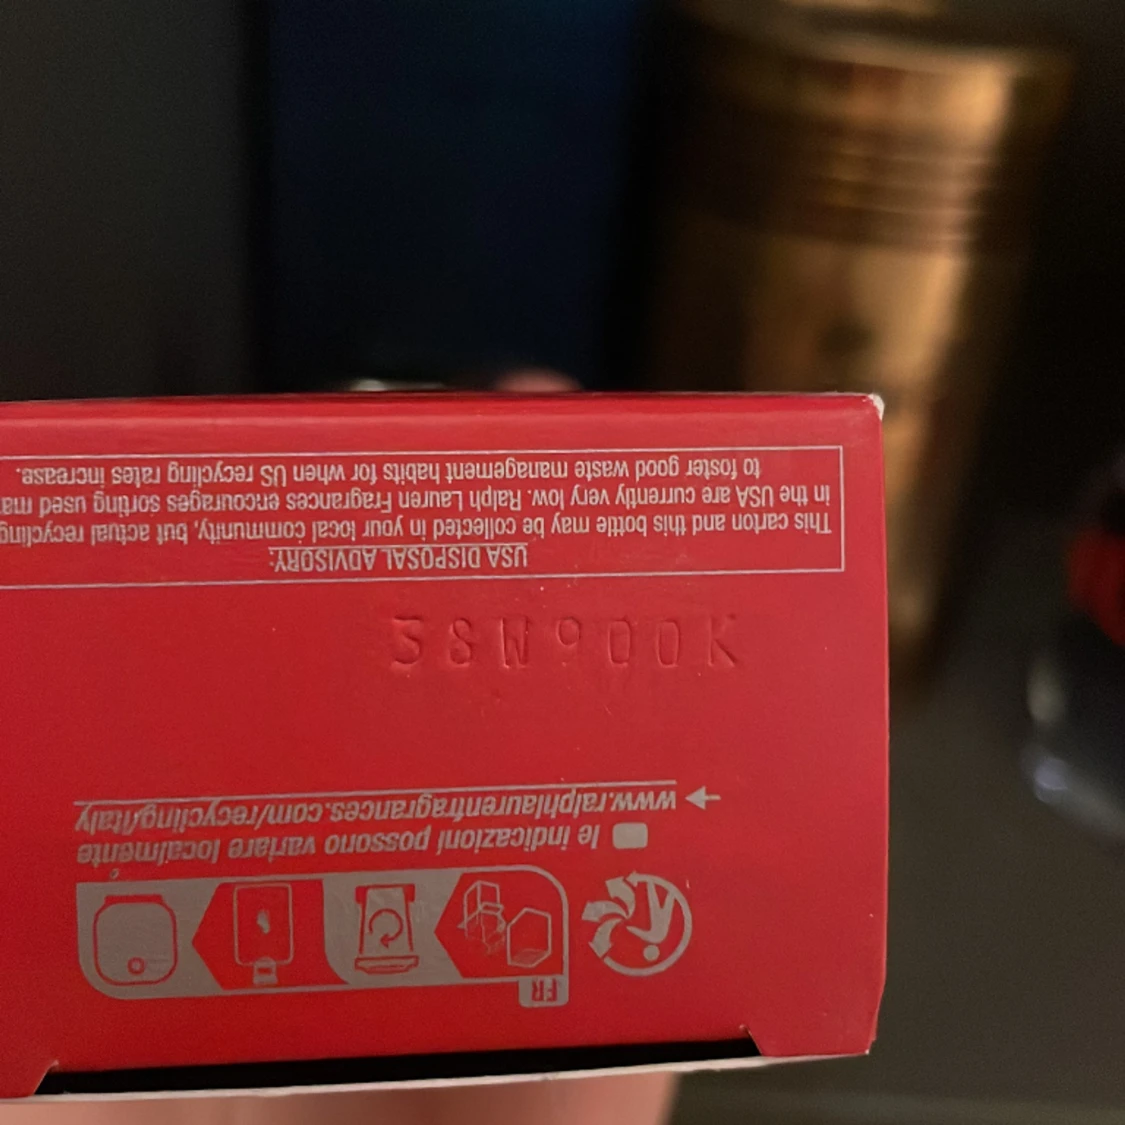 FR
le indicazioni possono variare localmente
www.ralphlaurenfragrances.com/recycling/italy
38W900K
USA DISPOSAL ADVISORY:
This carton and this bottle may be collected in your local community, but actual recycling
in the USA are currently very low. Ralph Lauren Fragrances encourages sorting used
to foster good waste management habits for when US recycling rates increase.